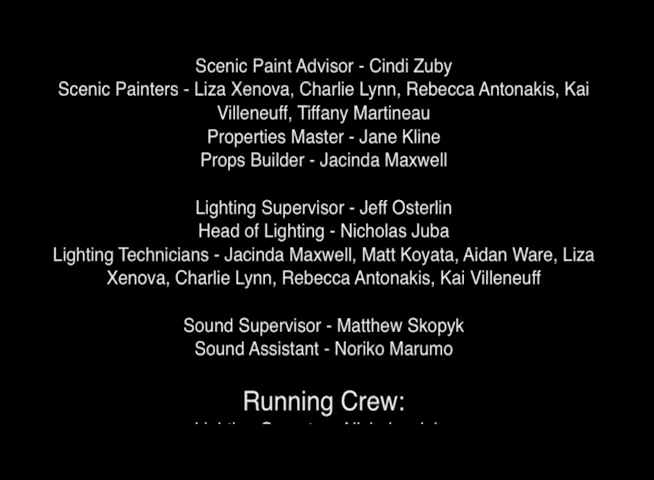 Scenic Paint Advisor - Cindi Zuby
Scenic Painters - Liza Xenova, Charlie Lynn, Rebecca Antonakis, Kai
Villeneuff, Tiffany Martineau
Properties Master - Jane Kline
Props Builder - Jacinda Maxwell
Lighting Supervisor - Jeff Osterlin
Head of Lighting - Nicholas Juba
Lighting Technicians - Jacinda Maxwell, Matt Koyata, Aidan Ware, Liza
Xenova, Charlie Lynn, Rebecca Antonakis, Kai Villeneuff
Sound Supervisor - Matthew Skopyk
Sound Assistant - Noriko Marumo
Running Crew: